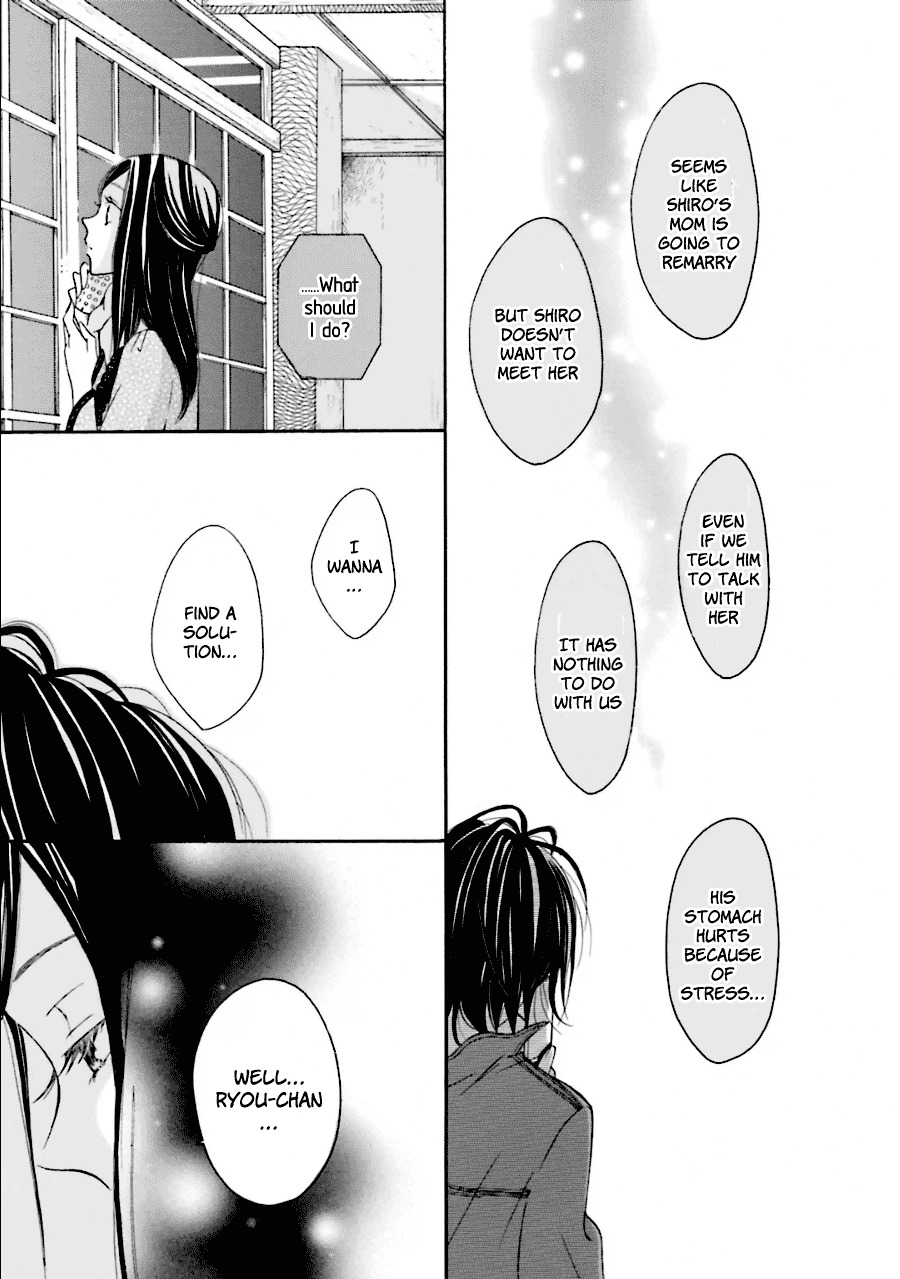 SEEMS
LIKE
SHIRO'S
MOM IS
GOING TO
REMARRY
BUT SHIRO
DOESN'T
WANT TO
MEET HER
EVEN
IF WE
TELL HIM
TO TALK
WITH
HER
IT HAS
NOTHING
TO DO
WITH US
HIS
STOMACH
HURTS
BECAUSE
OF
STRESS...
......What
should
I do?
I
WANNA
...
FIND A
SOLU-
TION...
WELL...
RYOU-CHAN
...